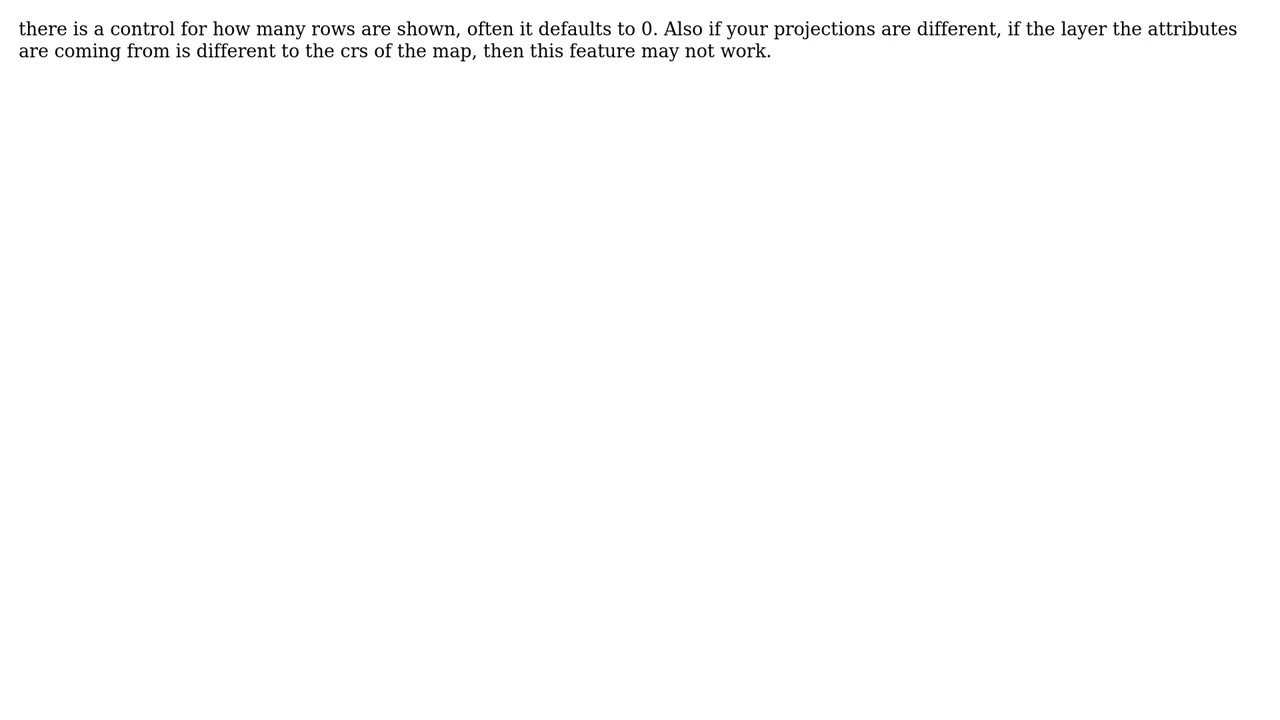 there is a control for how many rows are shown, often it defaults to 0. Also if your projections are different, if the layer the attributes
are coming from is different to the crs of the map, then this feature may not work.